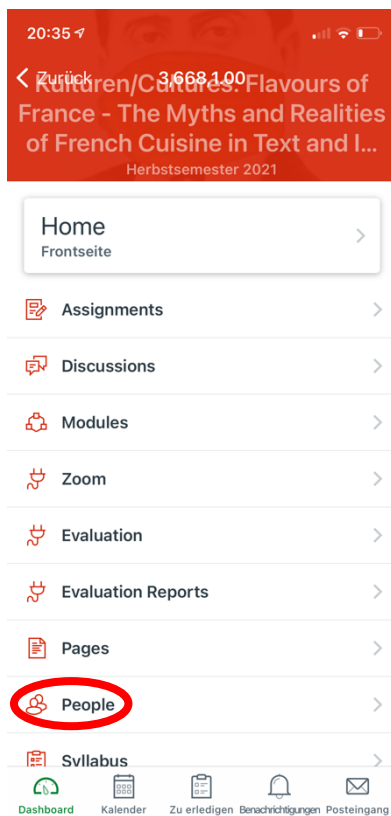 20:35
Zurück
3,668,1.00
Kulturen/Cultures: Flavours of
France - The Myths and Realities
of French Cuisine in Text and I...
Herbstsemester 2021
Home
Frontseite
Assignments
Discussions
Modules
Zoom
Evaluation
Evaluation Reports
Pages
People
Syllabus
Dashboard
Kalender
Zu erledigen
Benachrichtigungen
Posteingang